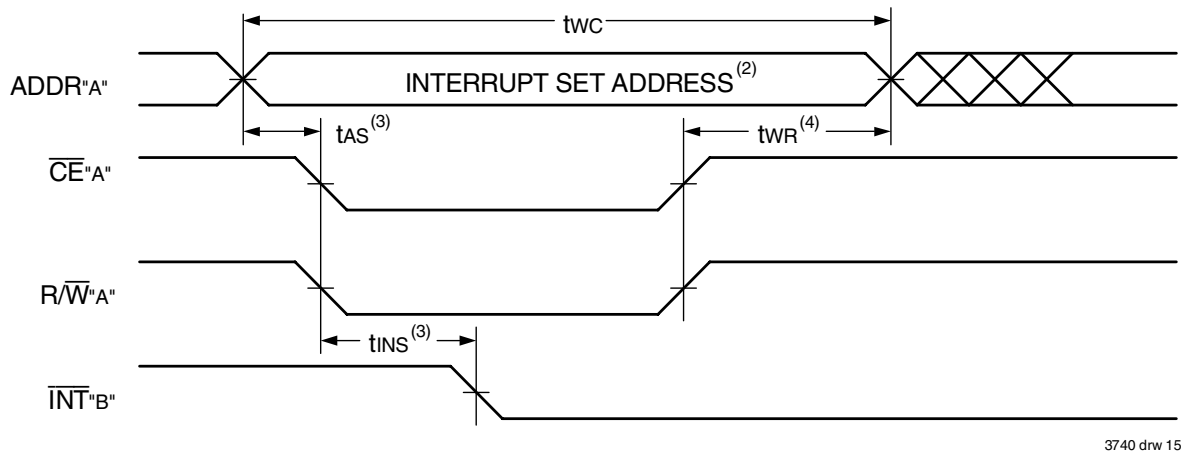 tWC
ADDR"A"
INTERRUPT SET ADDRESS(2)
tAS(3)
tWR(4)
CE"A"
R/W"A"
tINS(3)
INT"B"
3740 drw 15